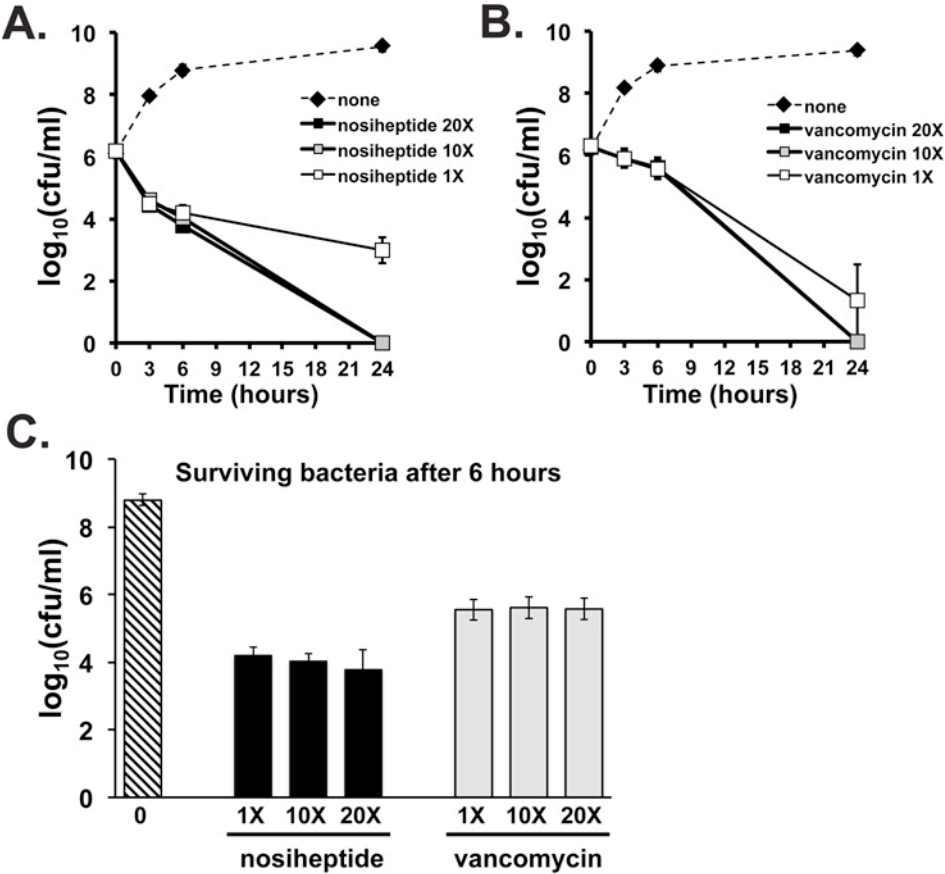 A.
log10(cfu/ml)
10
8
6
4
2
0
none
nosiheptide 20X
nosiheptide 10X
nosiheptide 1X
0 3 6 9 12 15 18 21 24
Time (hours)
B.
log10(cfu/ml)
10
8
6
4
2
0
none
vancomycin 20X
vancomycin 10X
vancomycin 1X
0 3 6 9 12 15 18 21 24
Time (hours)
C.
Surviving bacteria after 6 hours
log10(cfu/ml)
10
8
6
4
2
0
0 1X 10X 20X 1X 10X 20X
nosiheptide vancomycin